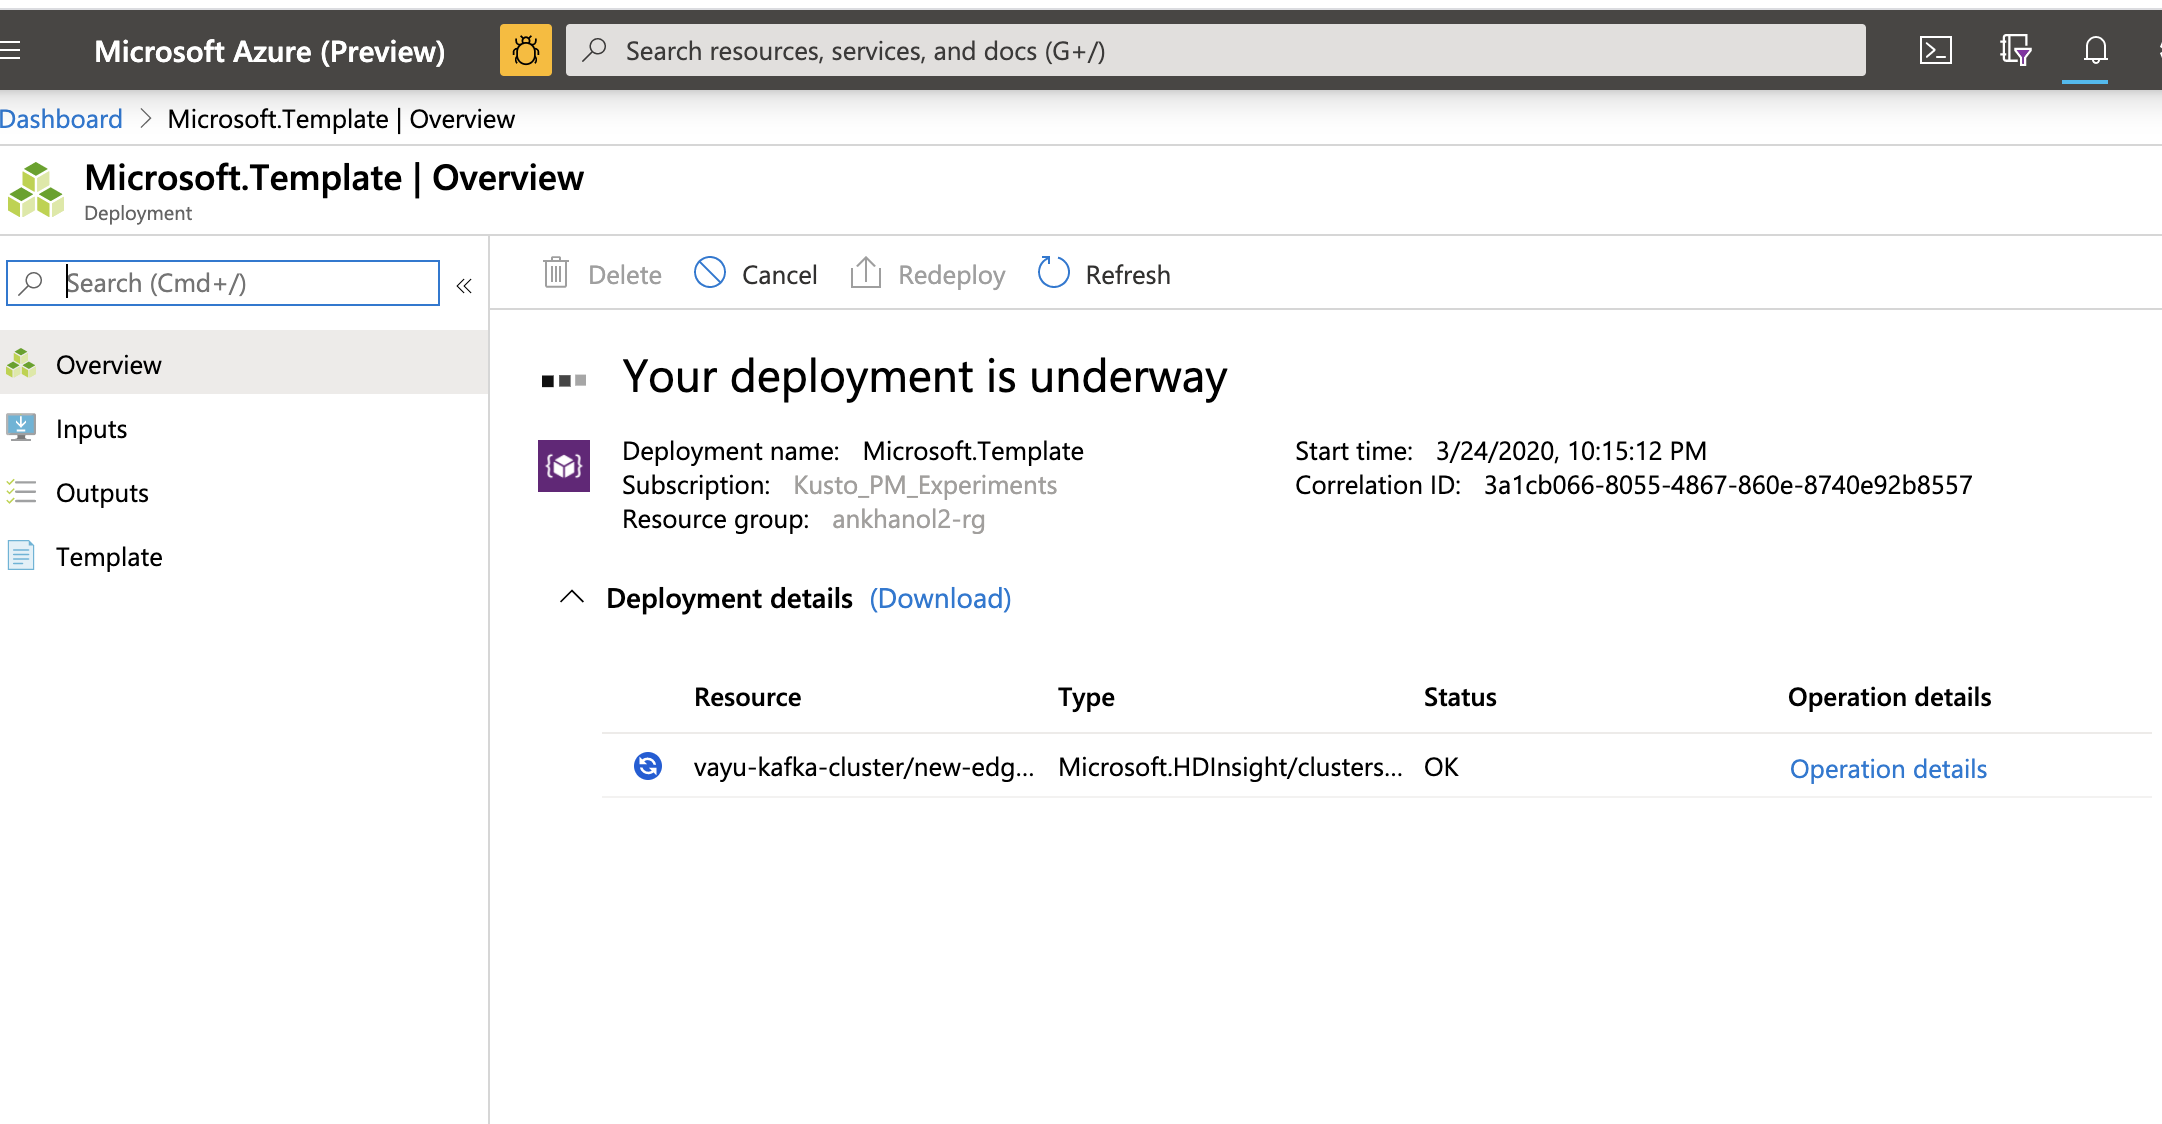 Microsoft Azure (Preview)
Search resources, services, and docs (G+/)
Dashboard > Microsoft.Template | Overview
Microsoft.Template | Overview
Deployment
Search (Cmd+/)
«
Overview
Inputs
Outputs
Template
Delete
Cancel
Redeploy
Refresh
Your deployment is underway
Deployment name: Microsoft.Template
Subscription: Kusto_PM_Experiments
Resource group: ankhanol2-rg
Start time: 3/24/2020, 10:15:12 PM
Correlation ID: 3a1cb066-8055-4867-860e-8740e92b8557
Deployment details (Download)
Resource Type Status Operation details
vayu-kafka-cluster/new-edg... Microsoft.HDInsight/clusters... OK Operation details